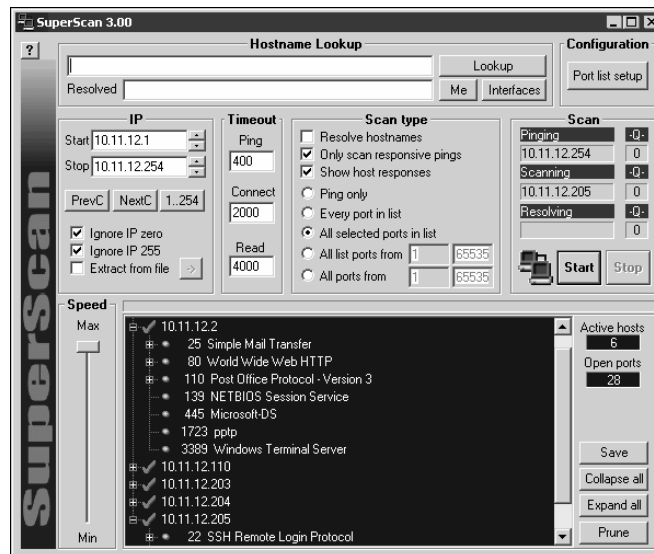 SuperScan 3.00
?
SuperScan
Hostname Lookup
Lookup
Resolved
Me
Interfaces
Configuration
Port list setup
IP
Start 10.11.12.1
Stop 10.11.12.254
PrevC
NextC
1..254
Ignore IP zero
Ignore IP 255
Extract from file
->
Timeout
Ping
400
Connect
2000
Read
4000
Scan type
Resolve hostnames
Only scan responsive pings
Show host responses
Ping only
Every port in list
All selected ports in list
All list ports from 1 65535
All ports from 1 65535
Scan
Pinging -Q-
10.11.12.254 0
Scanning -Q-
10.11.12.205 0
Resolving -Q-
0
Start
Stop
Speed
Max
Min
10.11.12.2
25 Simple Mail Transfer
80 World Wide Web HTTP
110 Post Office Protocol - Version 3
139 NETBIOS Session Service
445 Microsoft-DS
1723 pptp
3389 Windows Terminal Server
10.11.12.110
10.11.12.203
10.11.12.204
10.11.12.205
22 SSH Remote Login Protocol
Active hosts
6
Open ports
28
Save
Collapse all
Expand all
Prune